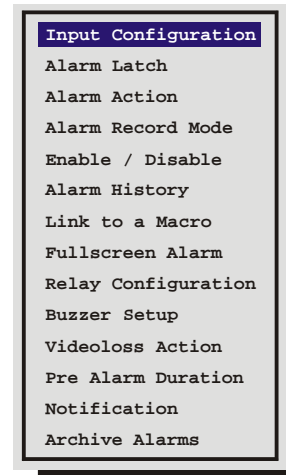 Input Configuration
Alarm Latch
Alarm Action
Alarm Record Mode
Enable / Disable
Alarm History
Link to a Macro
Fullscreen Alarm
Relay Configuration
Buzzer Setup
Videoloss Action
Pre Alarm Duration
Notification
Archive Alarms